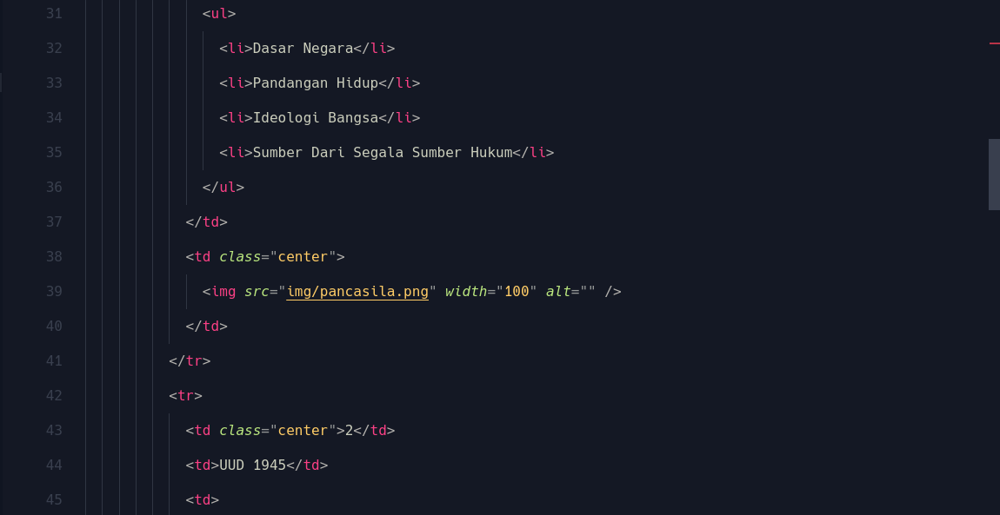 31 <ul>
32 <li>Dasar Negara</li>
33 <li>Pandangan Hidup</li>
34 <li>Ideologi Bangsa</li>
35 <li>Sumber Dari Segala Sumber Hukum</li>
36 </ul>
37 </td>
38 <td class="center">
39 <img src="img/pancasila.png" width="100" alt="" />
40 </td>
41 </tr>
42 <tr>
43 <td class="center">2</td>
44 <td>UUD 1945</td>
45 <td>